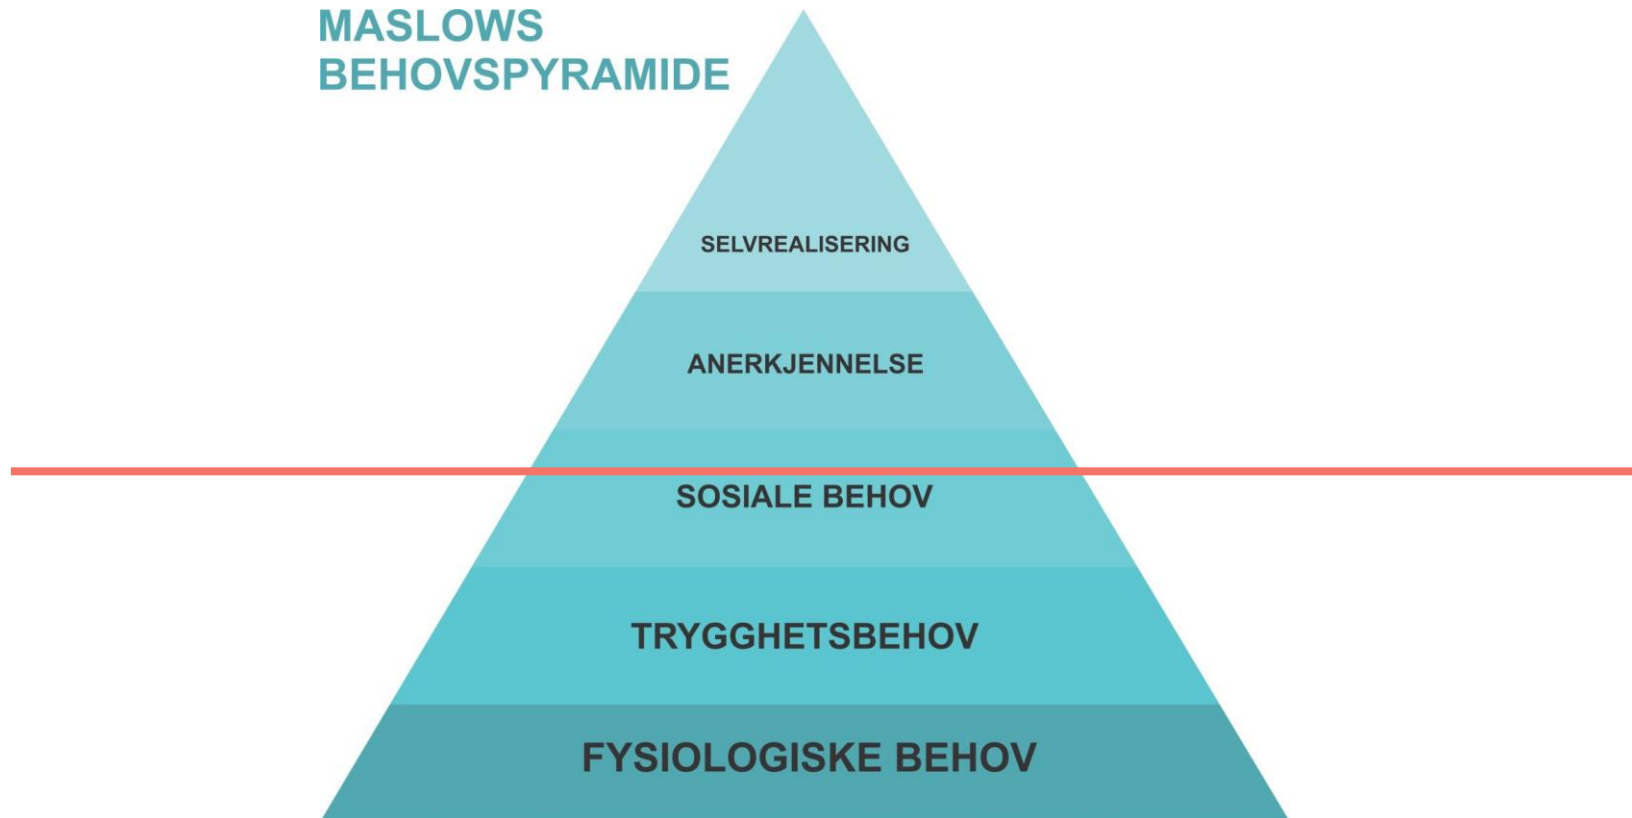 MASLOWS
BEHOVSPYRAMIDE
SELVREALISERING
ANERKJENNELSE
SOSIALE BEHOV
TRYGGHETSBEHOV
FYSIOLOGISKE BEHOV